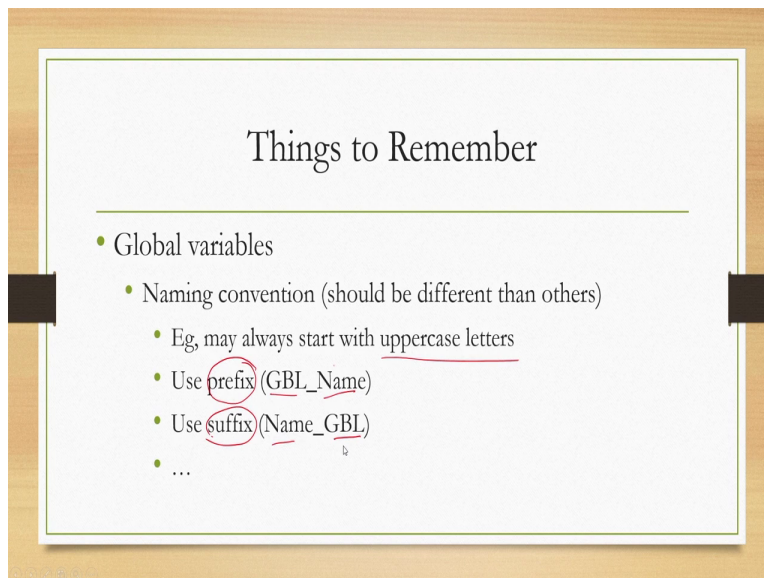 Things to Remember
• Global variables
• Naming convention (should be different than others)
• Eg, may always start with uppercase letters
• Use prefix (GBL_Name)
• Use suffix (Name_GBL)
• …